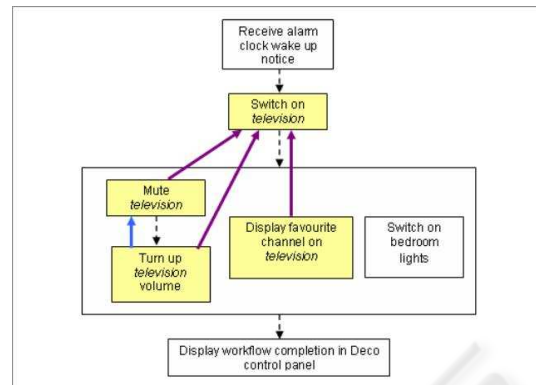 Receive alarm
clock wake up
notice
Switch on
television
Mute
television
Turn up
television
volume
Display favourite
channel on
television
Switch on
bedroom
lights
Display workflow completion in Deco
control panel